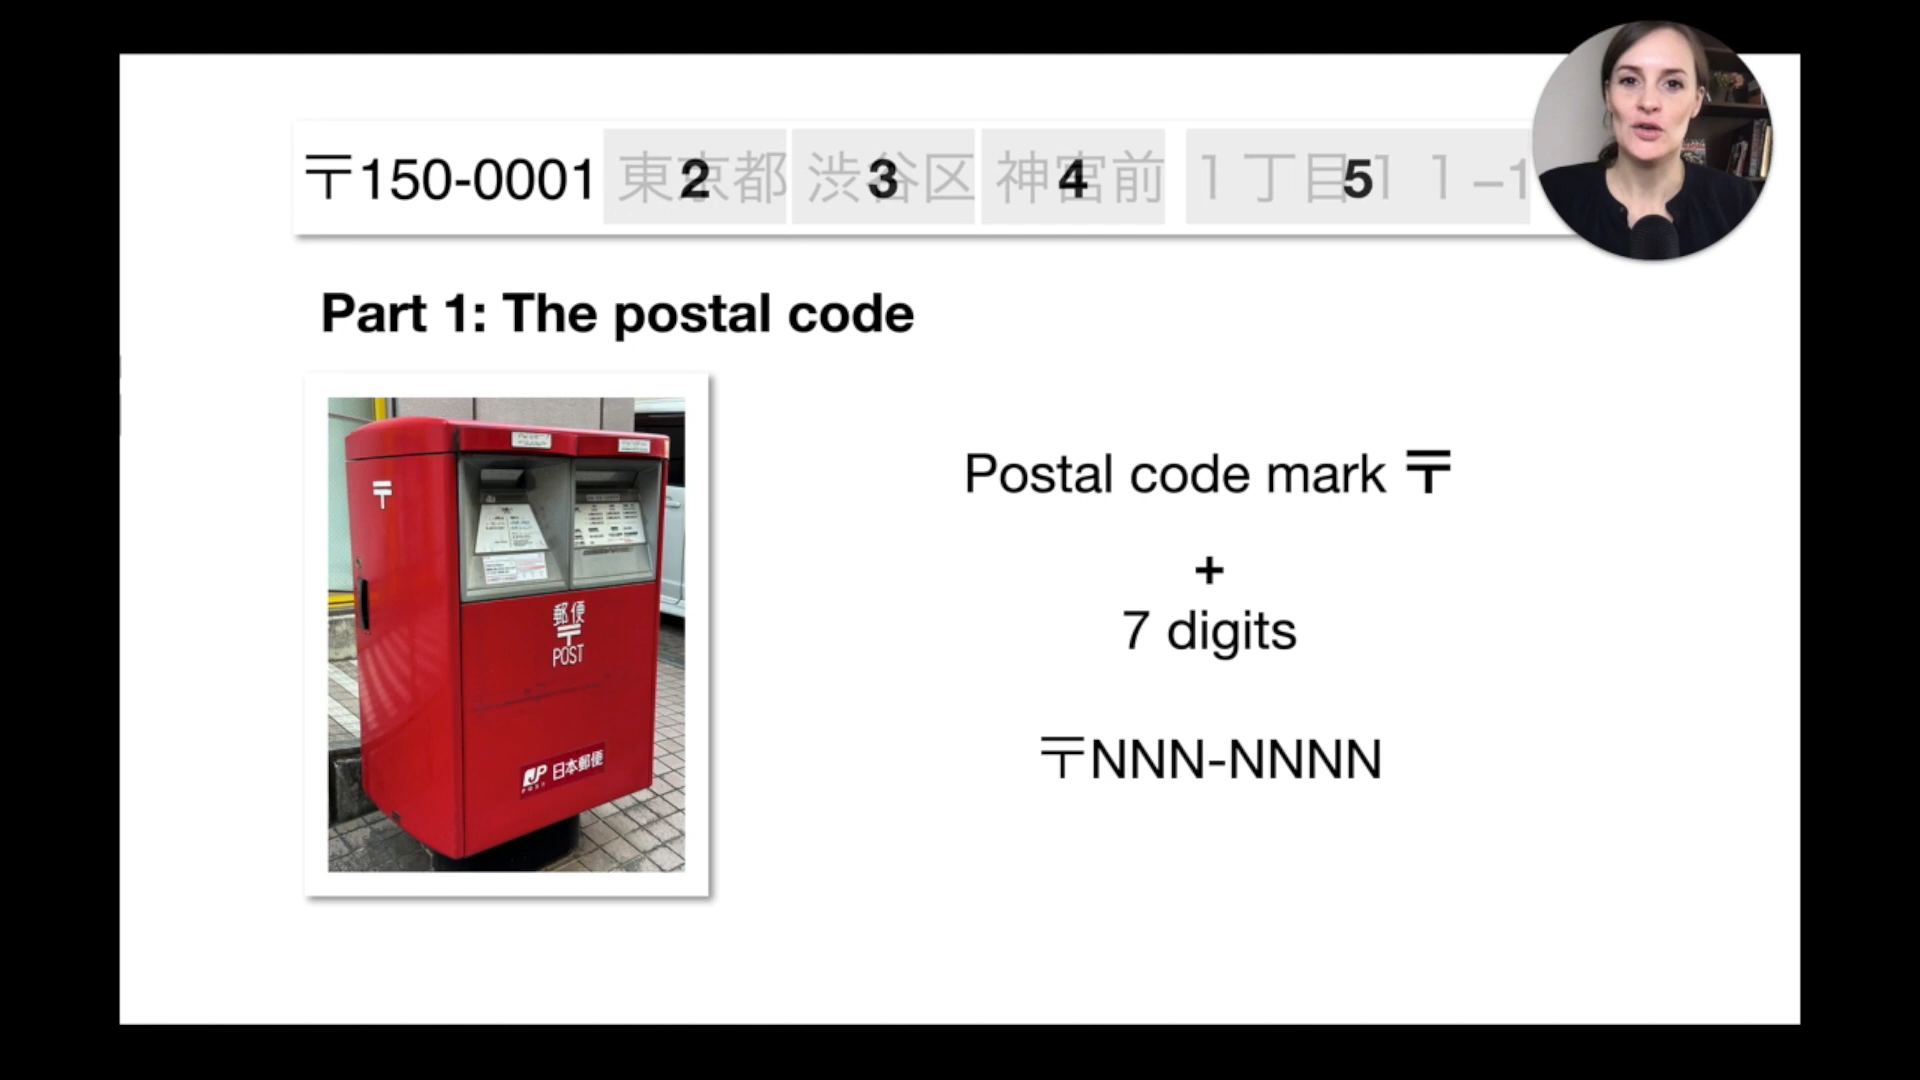 〒150-0001 東京都 2 渋谷区 3 神宮前 4 1丁目 5 11–1
Part 1: The postal code
〒
郵便
〒
POST
JP 日本郵便
POST
Postal code mark 〒
+
7 digits
〒NNN-NNNN